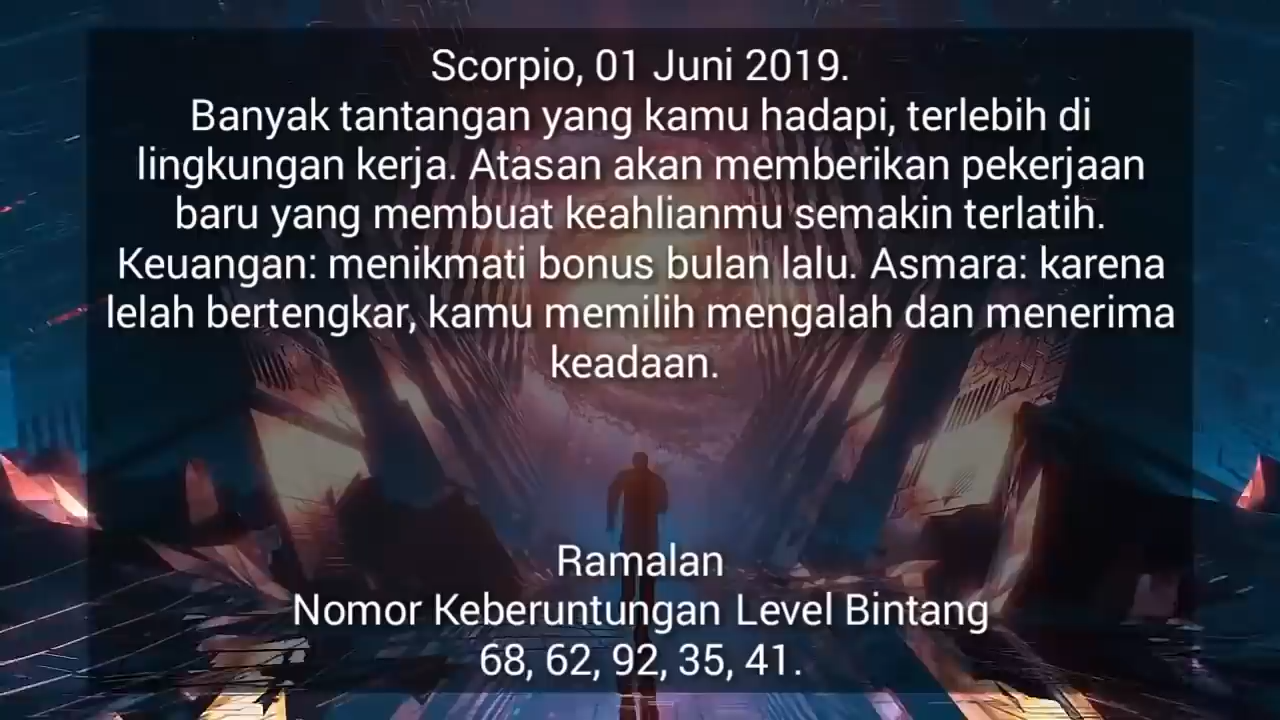 Scorpio, 01 Juni 2019.
Banyak tantangan yang kamu hadapi, terlebih di
lingkungan kerja. Atasan akan memberikan pekerjaan
baru yang membuat keahlianmu semakin terlatih.
Keuangan: menikmati bonus bulan lalu. Asmara: karena
lelah bertengkar, kamu memilih mengalah dan menerima
keadaan.
Ramalan
Nomor Keberuntungan Level Bintang
68, 62, 92, 35, 41.